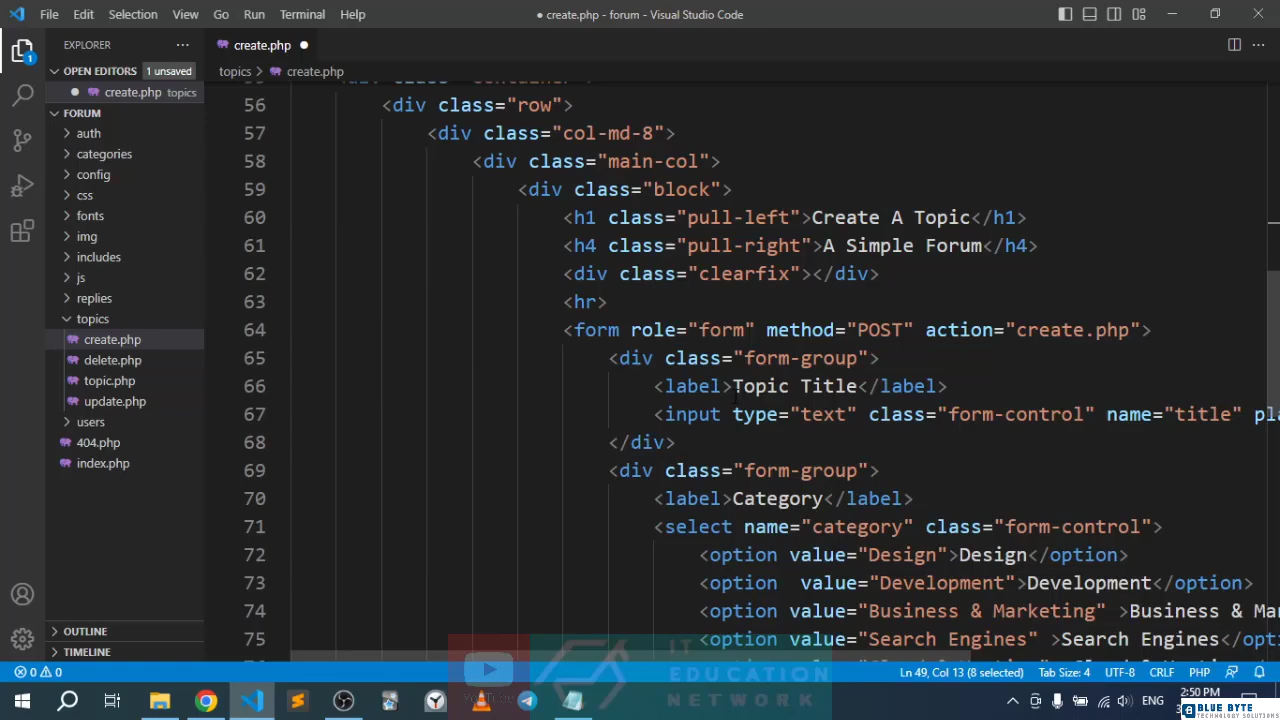 File Edit Selection View Go Run Terminal Help
● create.php - forum - Visual Studio Code
EXPLORER
create.php
OPEN EDITORS 1 unsaved
topics > create.php
create.php topics
FORUM
auth
categories
config
css
fonts
img
includes
js
replies
topics
create.php
delete.php
topic.php
update.php
users
404.php
index.php
OUTLINE
TIMELINE
1
56 <div class="row">
57 <div class="col-md-8">
58 <div class="main-col">
59 <div class="block">
60 <h1 class="pull-left">Create A Topic</h1>
61 <h4 class="pull-right">A Simple Forum</h4>
62 <div class="clearfix"></div>
63 <hr>
64 <form role="form" method="POST" action="create.php">
65 <div class="form-group">
66 <label>Topic Title</label>
67 <input type="text" class="form-control" name="title" pla
68 </div>
69 <div class="form-group">
70 <label>Category</label>
71 <select name="category" class="form-control">
72 <option value="Design">Design</option>
73 <option  value="Development">Development</option>
74 <option value="Business & Marketing" >Business & Ma
75 <option value="Search Engines" >Search Engines</opti
0 0
Ln 49, Col 13 (8 selected) Tab Size: 4 UTF-8 CRLF PHP
IT
EDUCATION
NETWORK
ENG
2:50 PM
BLUE BYTE
TECHNOLOGY SOLUTIONS